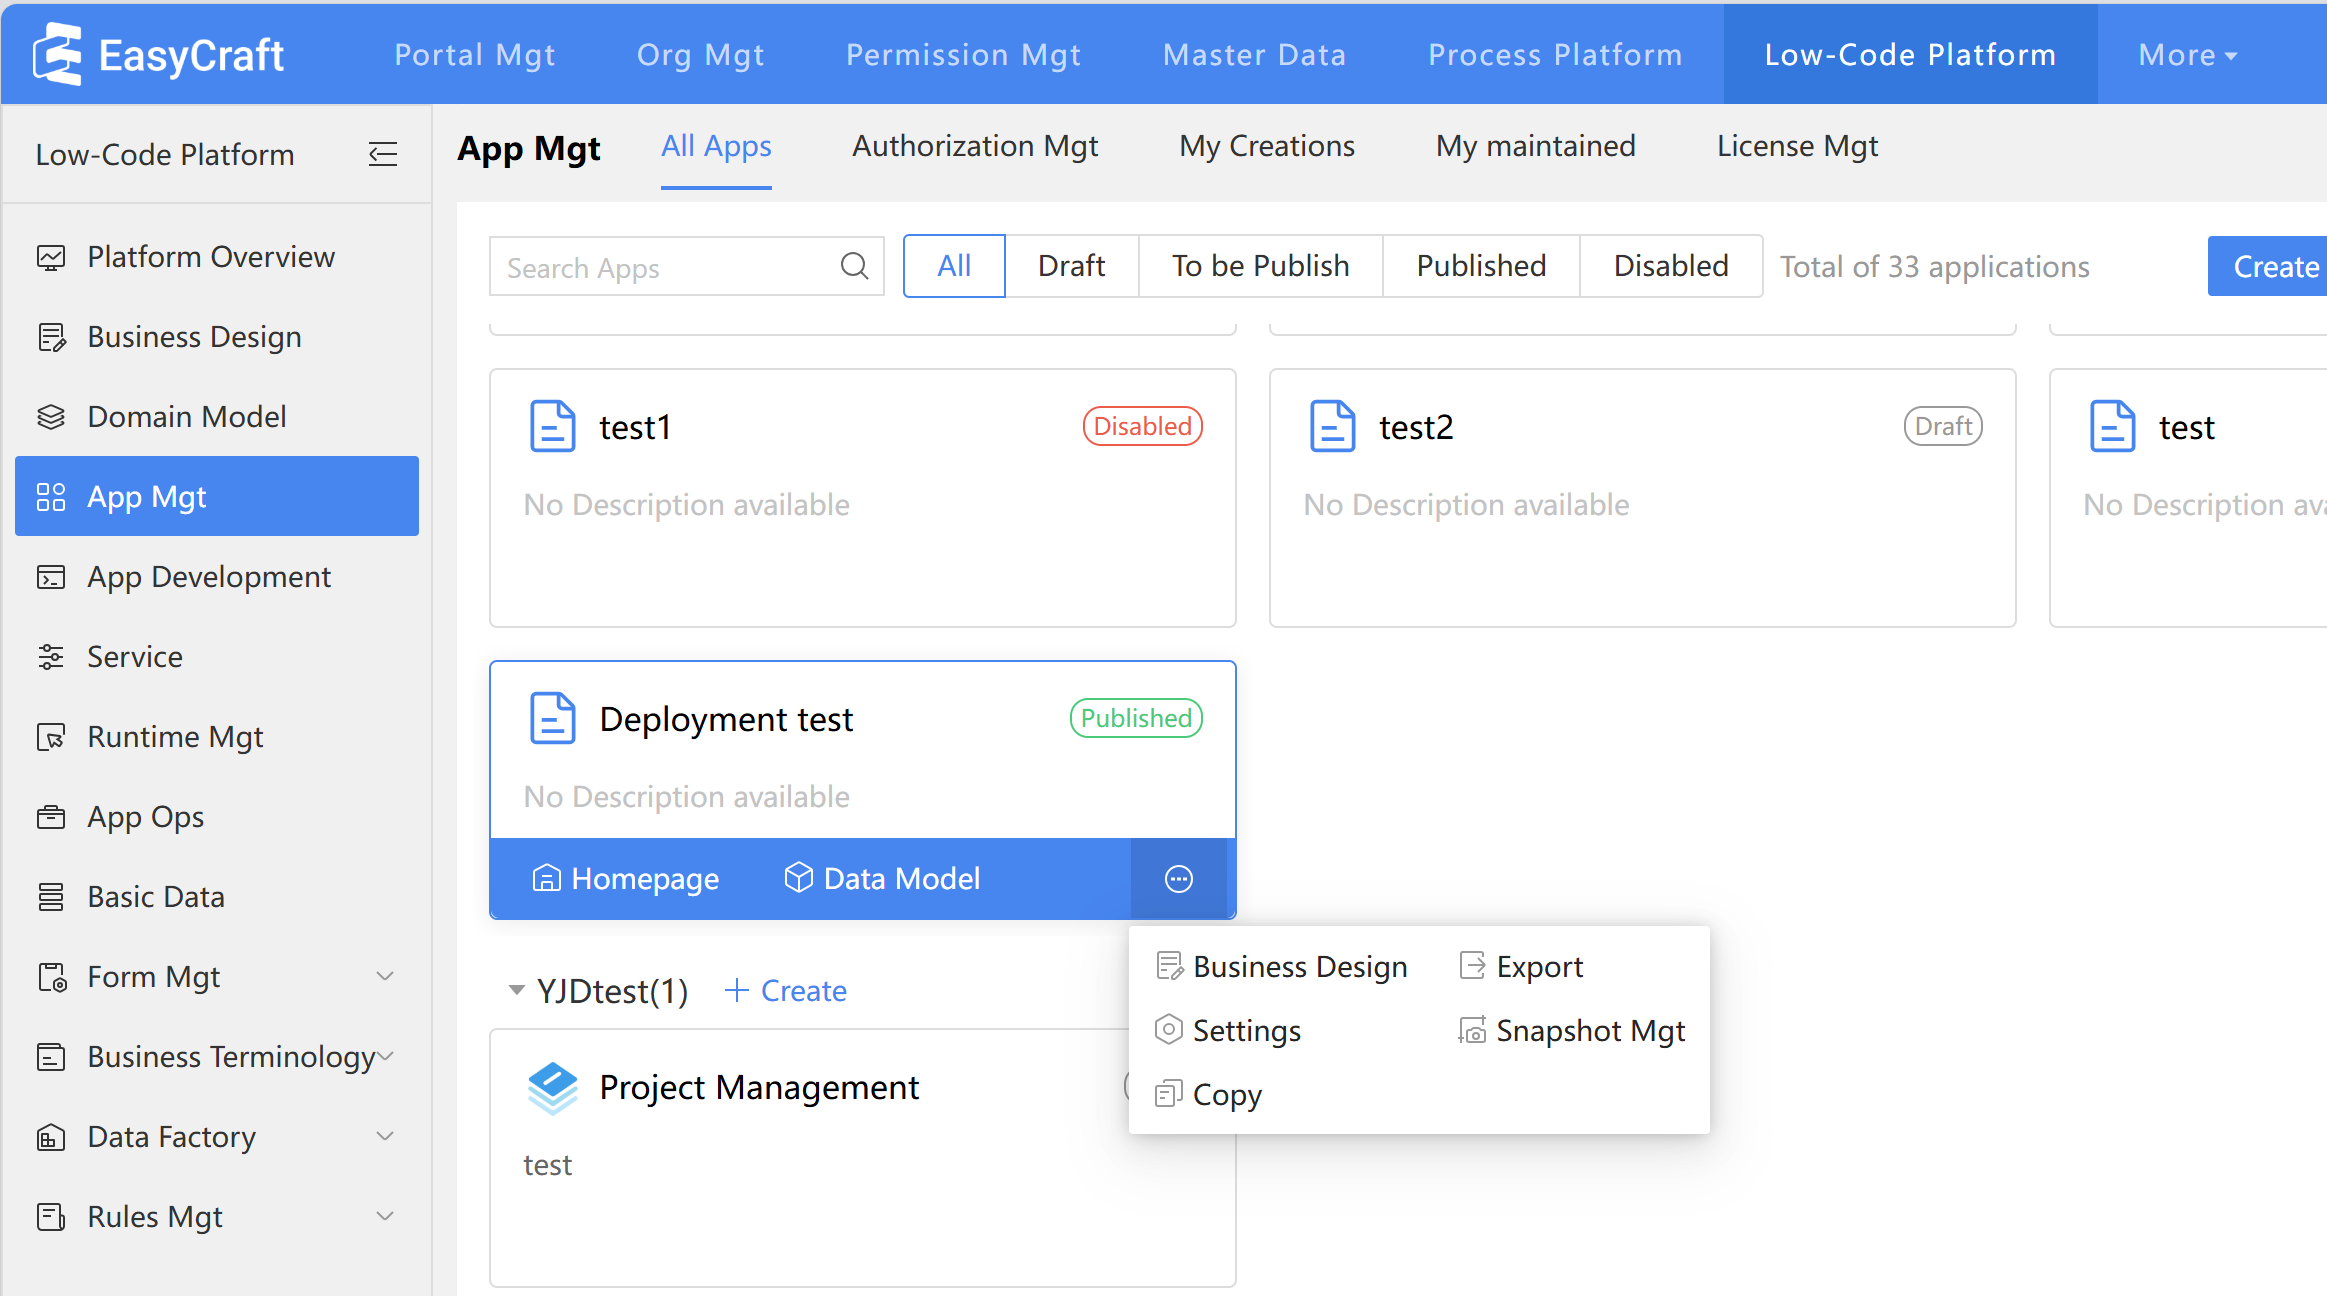 EasyCraft
Portal Mgt
Org Mgt
Permission Mgt
Master Data
Process Platform
Low-Code Platform
More
Low-Code Platform
Platform Overview
Business Design
Domain Model
App Mgt
App Development
Service
Runtime Mgt
App Ops
Basic Data
Form Mgt
Business Terminology
Data Factory
Rules Mgt
App Mgt
All Apps
Authorization Mgt
My Creations
My maintained
License Mgt
Search Apps
All
Draft
To be Publish
Published
Disabled
Total of 33 applications
Create
test1
Disabled
No Description available
test2
Draft
No Description available
test
No Description
Deployment test
Published
No Description available
Homepage
Data Model
Business Design
Export
Settings
Snapshot Mgt
Copy
YJDtest(1)
Create
Project Management
test